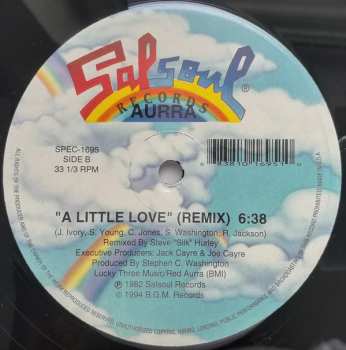 Salsoul®
RECORDS
AURRA
SPEC-1695
SIDE B
33 1/3 RPM
"A LITTLE LOVE" (REMIX) 6:38
(J. Ivory, S. Young, C. Jones, S. Washington, R. Jackson)
Remixed by Steve "Silk" Hurley
Executive Producers: Jack Cayre & Joe Cayre
Produced by Stephen C. Washington
Lucky Three Music/Red Aurra (BMI)
℗ 1982 Salsoul Records
© 1994 B.G.M. Records